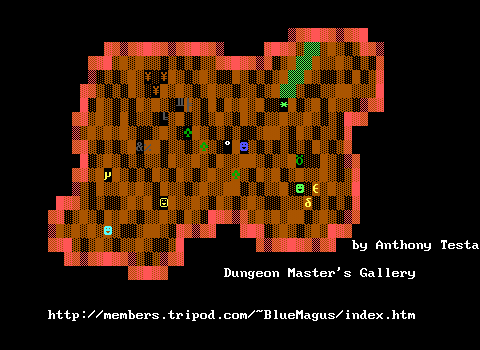 by Anthony Testa
Dungeon Master's Gallery
http://members.tripod.com/~BlueMagus/index.htm